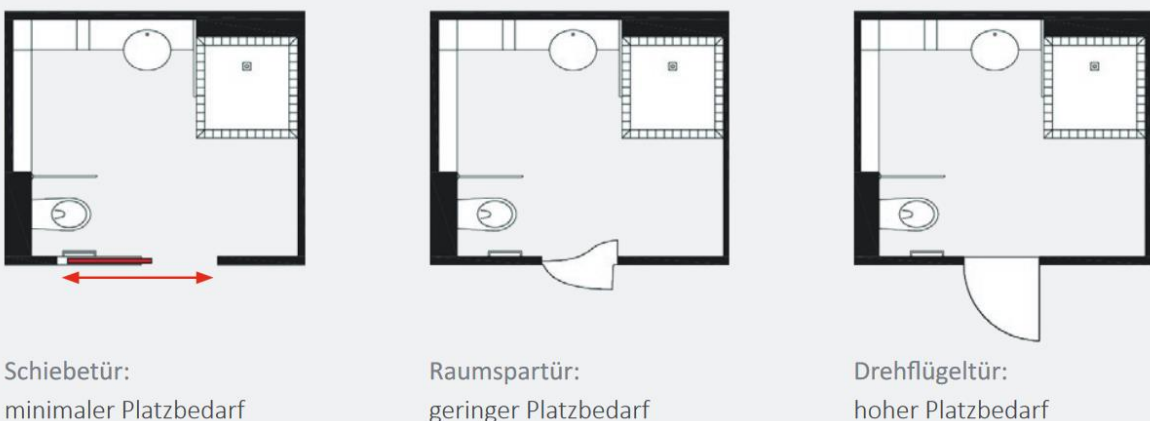 Schiebetür:
minimaler Platzbedarf
Raumspartür:
geringer Platzbedarf
Drehflügeltür:
hoher Platzbedarf